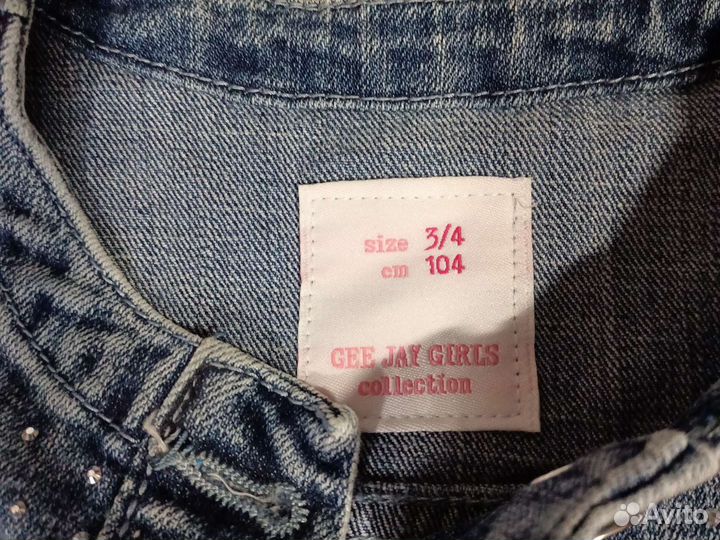 size 3/4
cm 104
GEE JAY GIRLS
collection
Avito